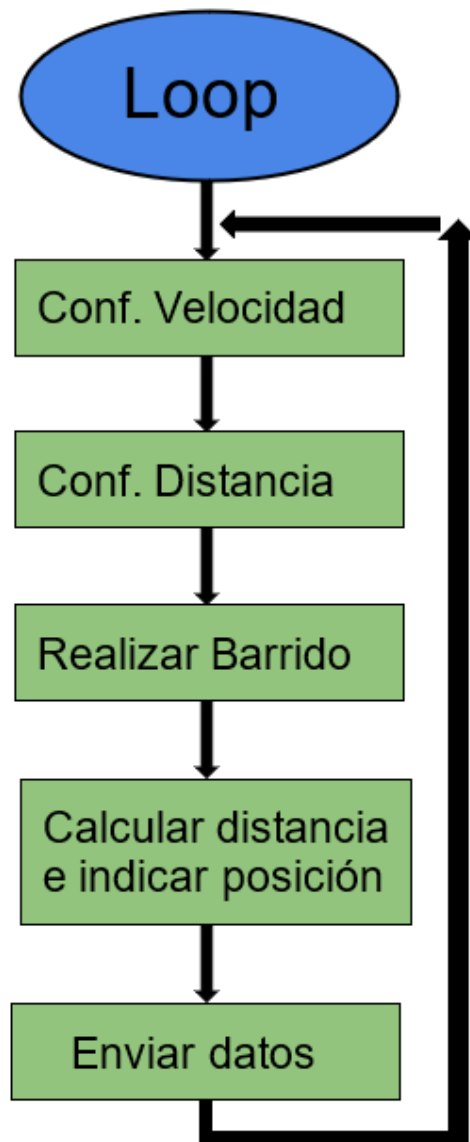 Loop
Conf. Velocidad
Conf. Distancia
Realizar Barrido
Calcular distancia
e indicar posición
Enviar datos